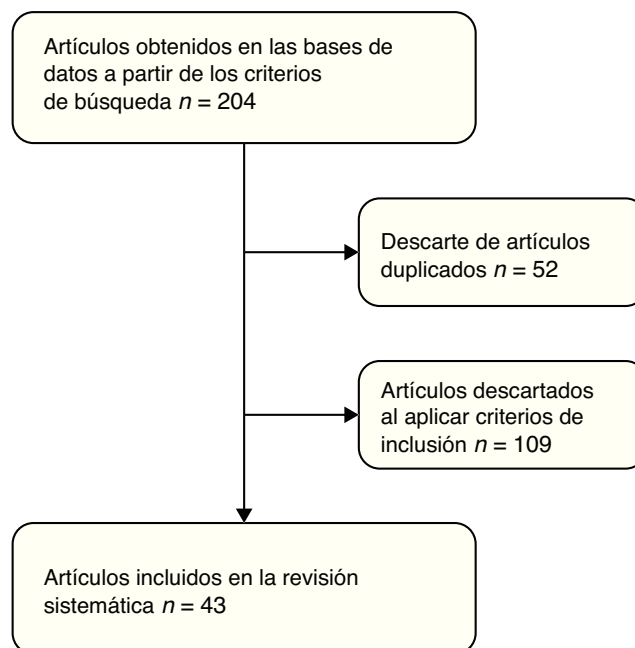 Artículos obtenidos en las bases de
datos a partir de los criterios
de búsqueda n = 204
Descarte de artículos
duplicados n = 52
Artículos descartados
al aplicar criterios de
inclusión n = 109
Artículos incluidos en la revisión
sistemática n = 43